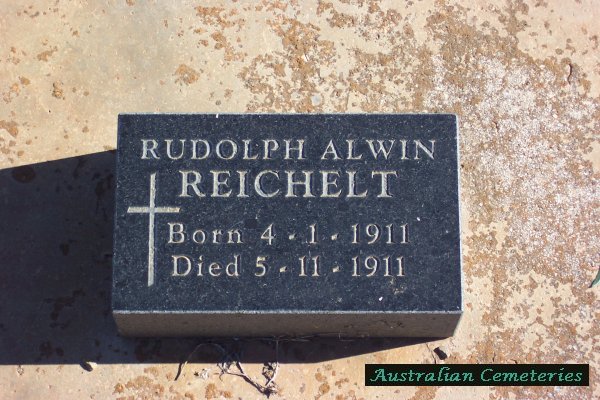 RUDOLPH ALWIN
REICHELT
Born 4 - 1 - 1911
Died 5 - 11 - 1911
Australian Cemeteries